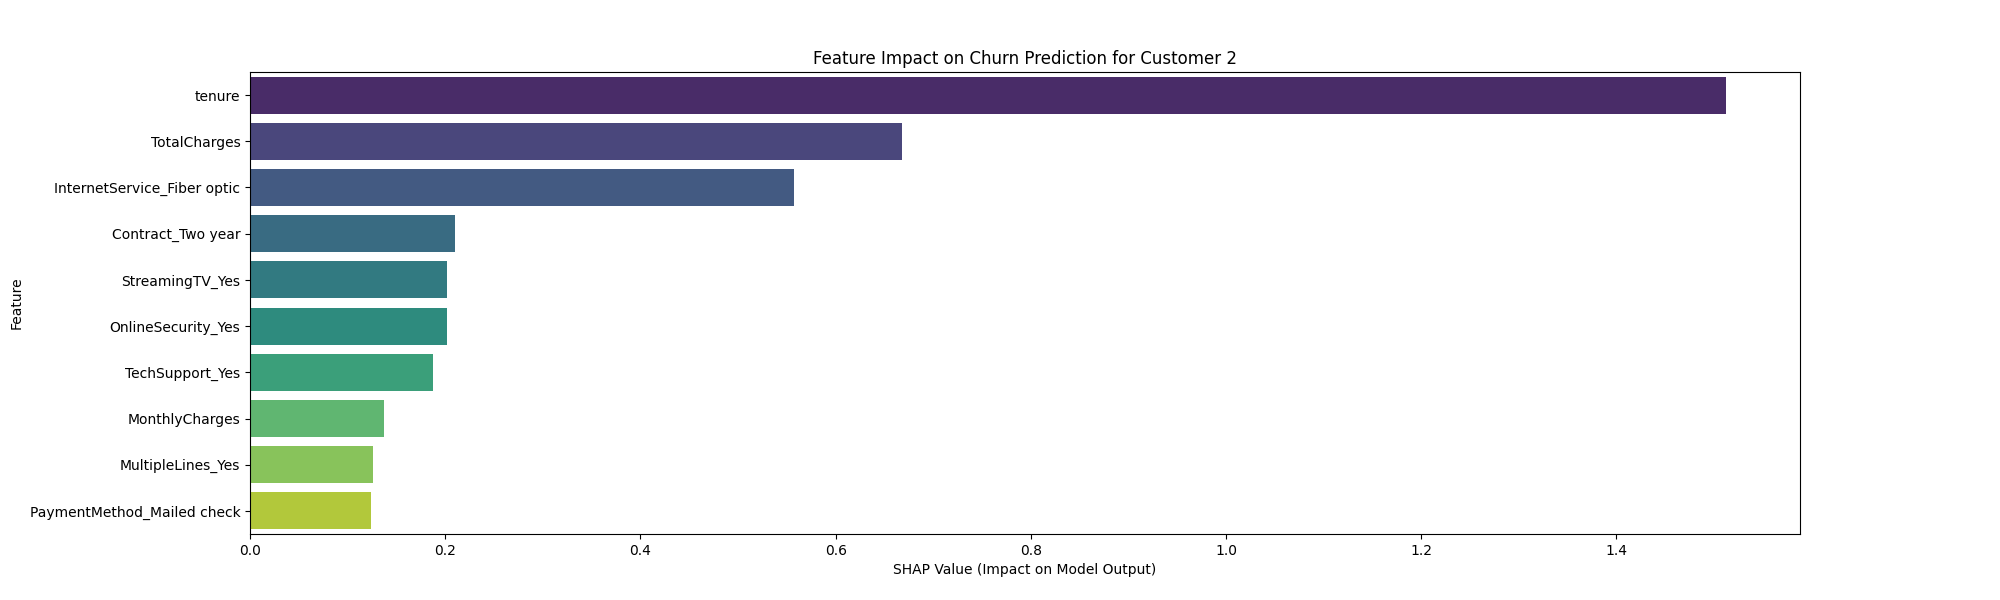 Feature Impact on Churn Prediction for Customer 2
Feature
tenure
TotalCharges
InternetService_Fiber optic
Contract_Two year
StreamingTV_Yes
OnlineSecurity_Yes
TechSupport_Yes
MonthlyCharges
MultipleLines_Yes
PaymentMethod_Mailed check
0.0 0.2 0.4 0.6 0.8 1.0 1.2 1.4
SHAP Value (Impact on Model Output)